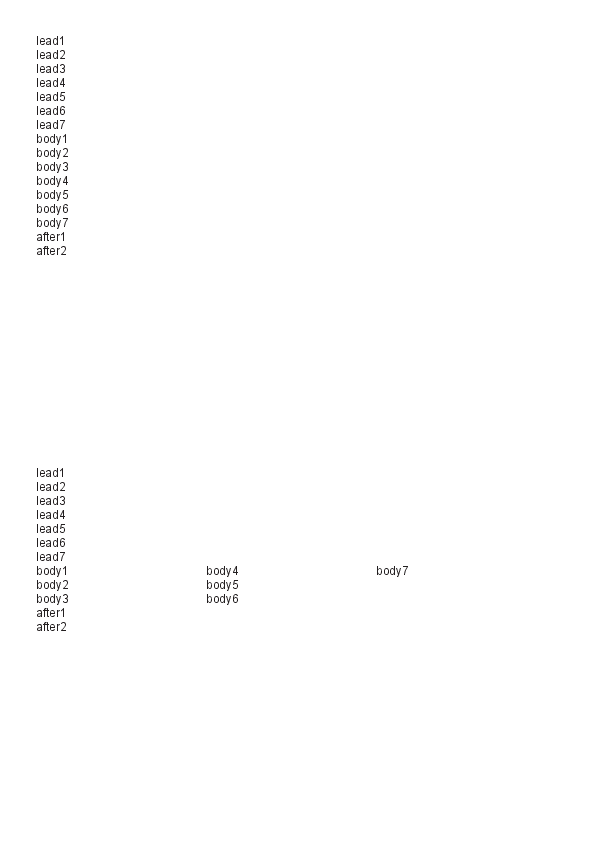 lead1
lead2
lead3
lead4
lead5
lead6
lead7
body1
body2
body3
body4
body5
body6
body7
after1
after2
lead1
lead2
lead3
lead4
lead5
lead6
lead7
body1 body4 body7
body2 body5
body3 body6
after1
after2